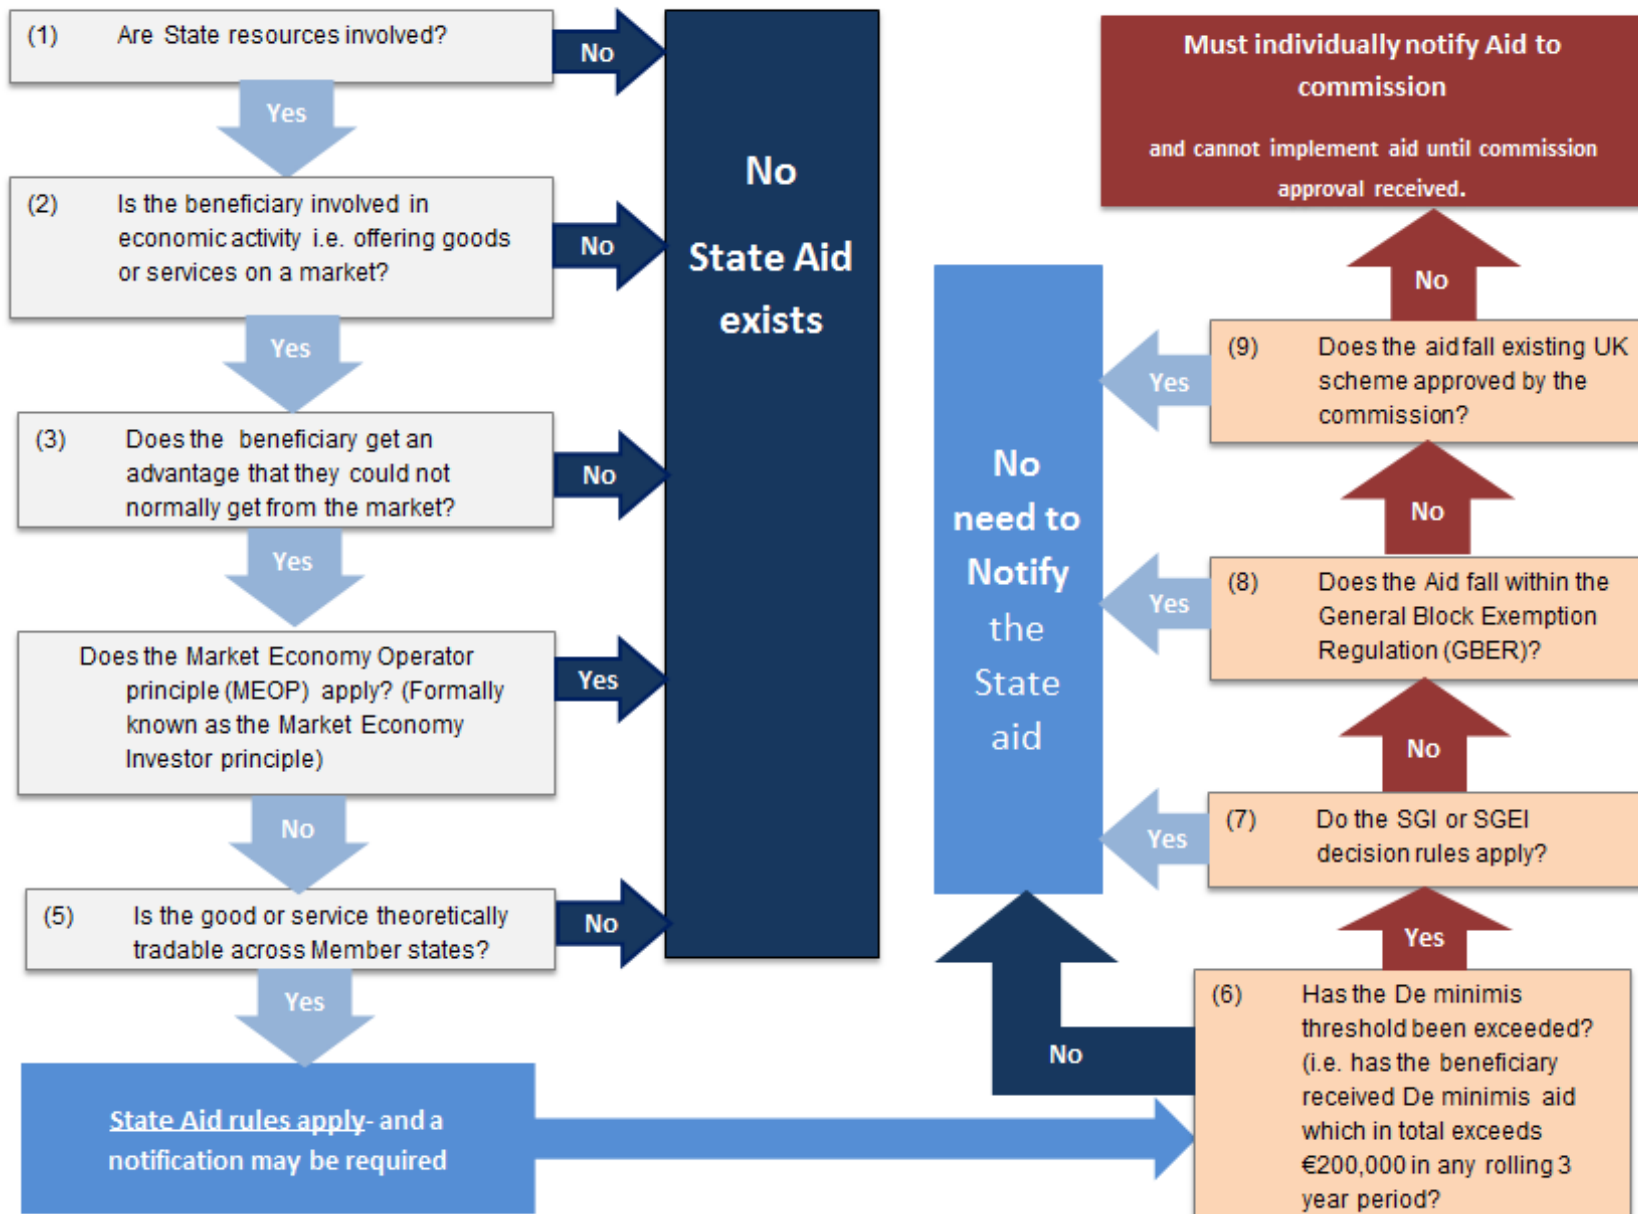 (1) Are State resources involved?
No
Yes
(2) Is the beneficiary involved in
economic activity i.e. offering goods
or services on a market?
No
Yes
(3) Does the beneficiary get an
advantage that they could not
normally get from the market?
No
Yes
Does the Market Economy Operator
principle (MEOP) apply? (Formally
known as the Market Economy
Investor principle)
Yes
No
(5) Is the good or service theoretically
tradable across Member states?
No
Yes
State Aid rules apply- and a
notification may be required
No
State Aid
exists
(6) Has the De minimis
threshold been exceeded?
(i.e. has the beneficiary
received De minimis aid
which in total exceeds
€200,000 in any rolling 3
year period?
No
Yes
(7) Do the SGI or SGEI
decision rules apply?
Yes
No
(8) Does the Aid fall within the
General Block Exemption
Regulation (GBER)?
Yes
No
(9) Does the aid fall existing UK
scheme approved by the
commission?
Yes
No
No
need to
Notify
the
State
aid
Must individually notify Aid to
commission
and cannot implement aid until commission
approval received.